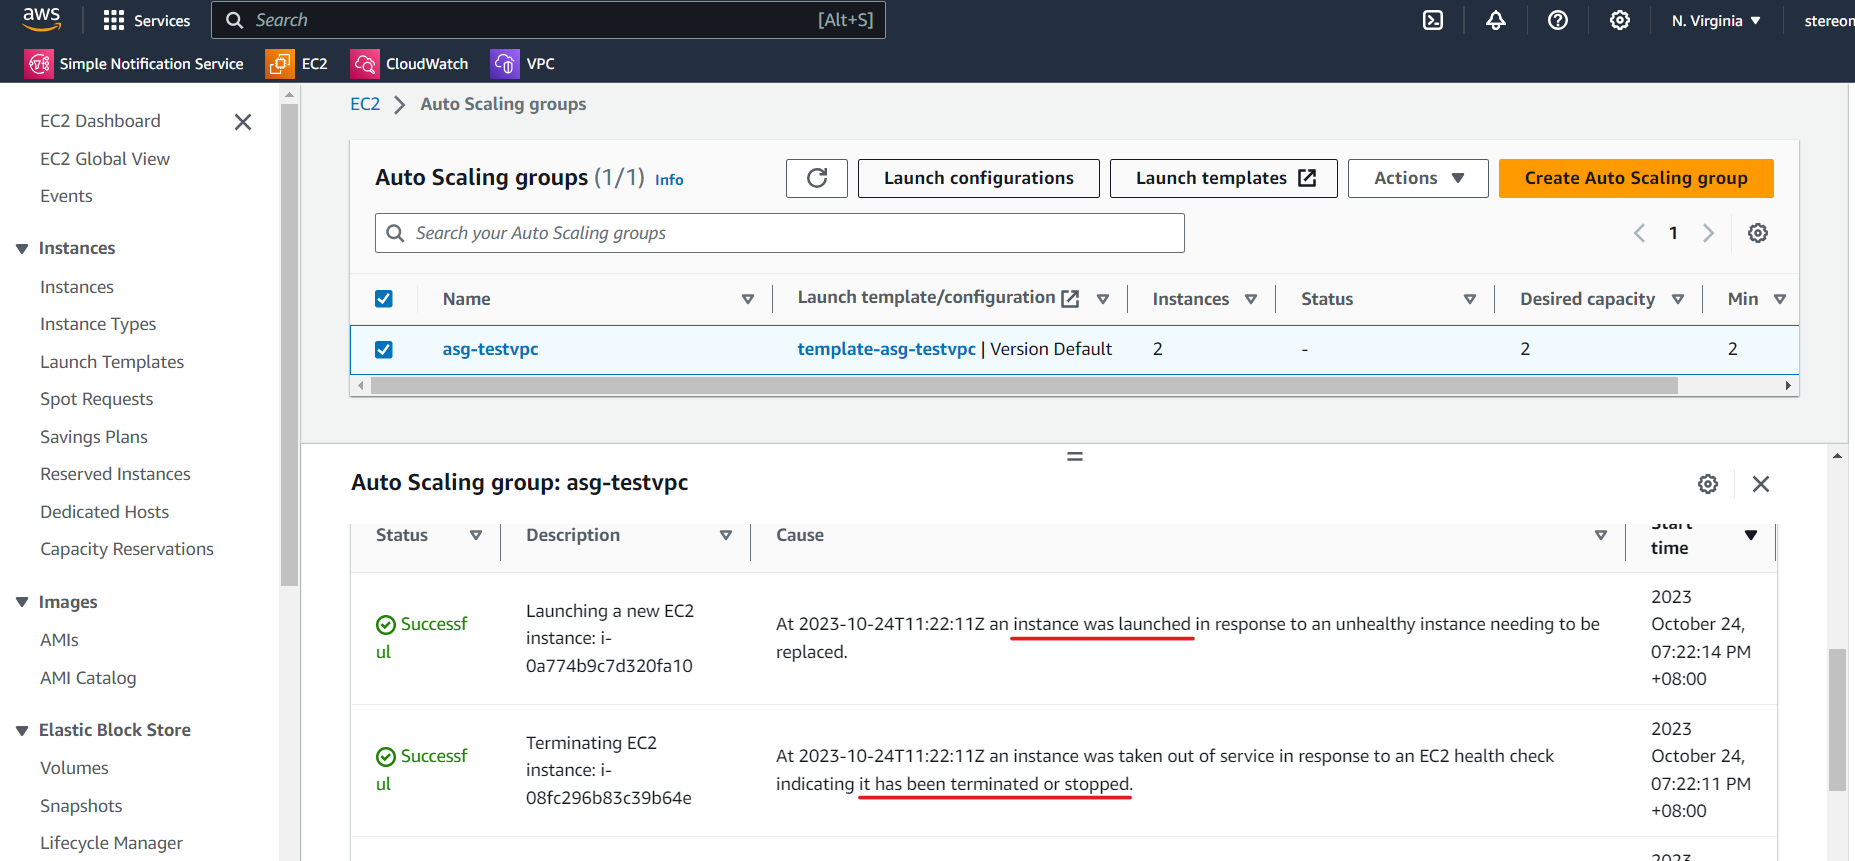 aws
Services
Search
[Alt+S]
N. Virginia
stereon
Simple Notification Service
EC2
CloudWatch
VPC
EC2 Dashboard
EC2 Global View
Events
Instances
Instances
Instance Types
Launch Templates
Spot Requests
Savings Plans
Reserved Instances
Dedicated Hosts
Capacity Reservations
Images
AMIs
AMI Catalog
Elastic Block Store
Volumes
Snapshots
Lifecycle Manager
EC2 > Auto Scaling groups
Auto Scaling groups (1/1) Info
Launch configurations
Launch templates
Actions
Create Auto Scaling group
Search your Auto Scaling groups
1
Name Launch template/configuration Instances Status Desired capacity Min
asg-testvpc template-asg-testvpc | Version Default 2 - 2 2
Auto Scaling group: asg-testvpc
Status Description Cause Start
time
Successf
ul
Launching a new EC2
instance: i-
0a774b9c7d320fa10
At 2023-10-24T11:22:11Z an instance was launched in response to an unhealthy instance needing to be
replaced.
2023
October 24,
07:22:14 PM
+08:00
Successf
ul
Terminating EC2
instance: i-
08fc296b83c39b64e
At 2023-10-24T11:22:11Z an instance was taken out of service in response to an EC2 health check
indicating it has been terminated or stopped.
2023
October 24,
07:22:11 PM
+08:00
2023